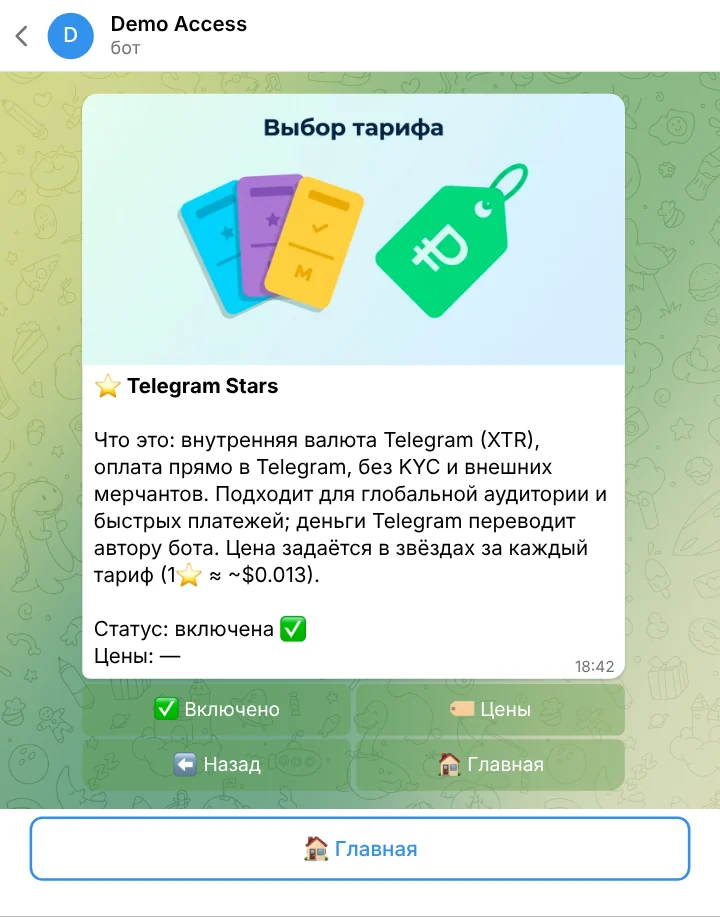 Demo Access
D
бот
Выбор тарифа
M
⭐ Telegram Stars
Что это: внутренняя валюта Telegram (XTR),
оплата прямо в Telegram, без KYC и внешних
мерчантов. Подходит для глобальной аудитории и
быстрых платежей; деньги Telegram переводит
автору бота. Цена задаётся в звёздах за каждый
тариф (1⭐ ≈ ~$0.013).
Статус: включена ✅
Цены: —
18:42
✅ Включено
🏷️ Цены
⬅️ Назад
🏠 Главная
🏠 Главная